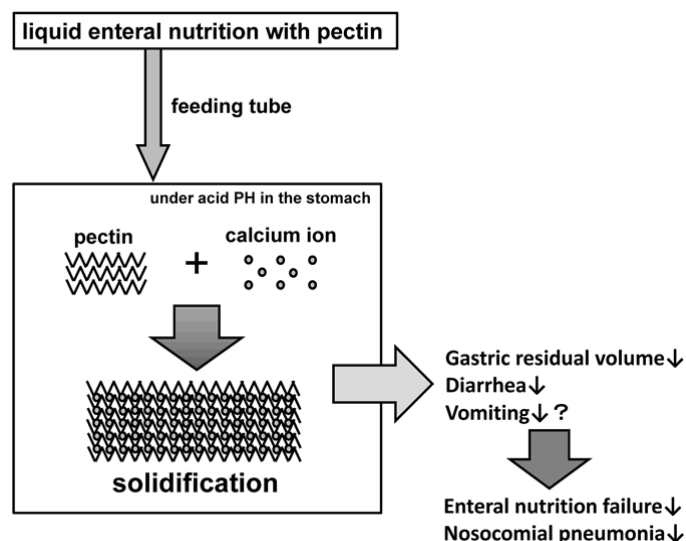 liquid enteral nutrition with pectin
feeding tube
under acid PH in the stomach
pectin
+
calcium ion
solidification
Gastric residual volume↓
Diarrhea↓
Vomiting↓?
Enteral nutrition failure↓
Nosocomial pneumonia↓